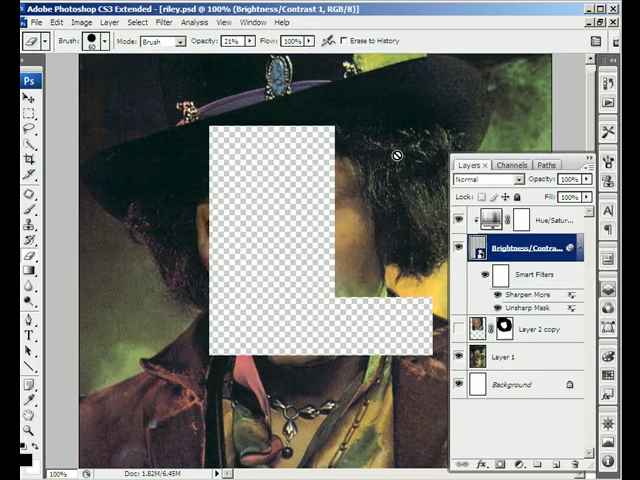 Adobe Photoshop CS3 Extended - [riley.psd @ 100% (Brightness/Contrast 1, RGB/8)]
File Edit Image Layer Select Filter Analysis View Window Help
Brush: 60 Mode: Brush Opacity: 21% Flow: 100% Erase to History
Ps
Layers × Channels Paths
Normal Opacity: 100%
Lock: Fill: 100%
Hue/Satur...
Brightness/Contra...
Smart Filters
Sharpen More
Unsharp Mask
Layer 2 copy
Layer 1
Background
fx
100% Doc: 1.82M/6.45M